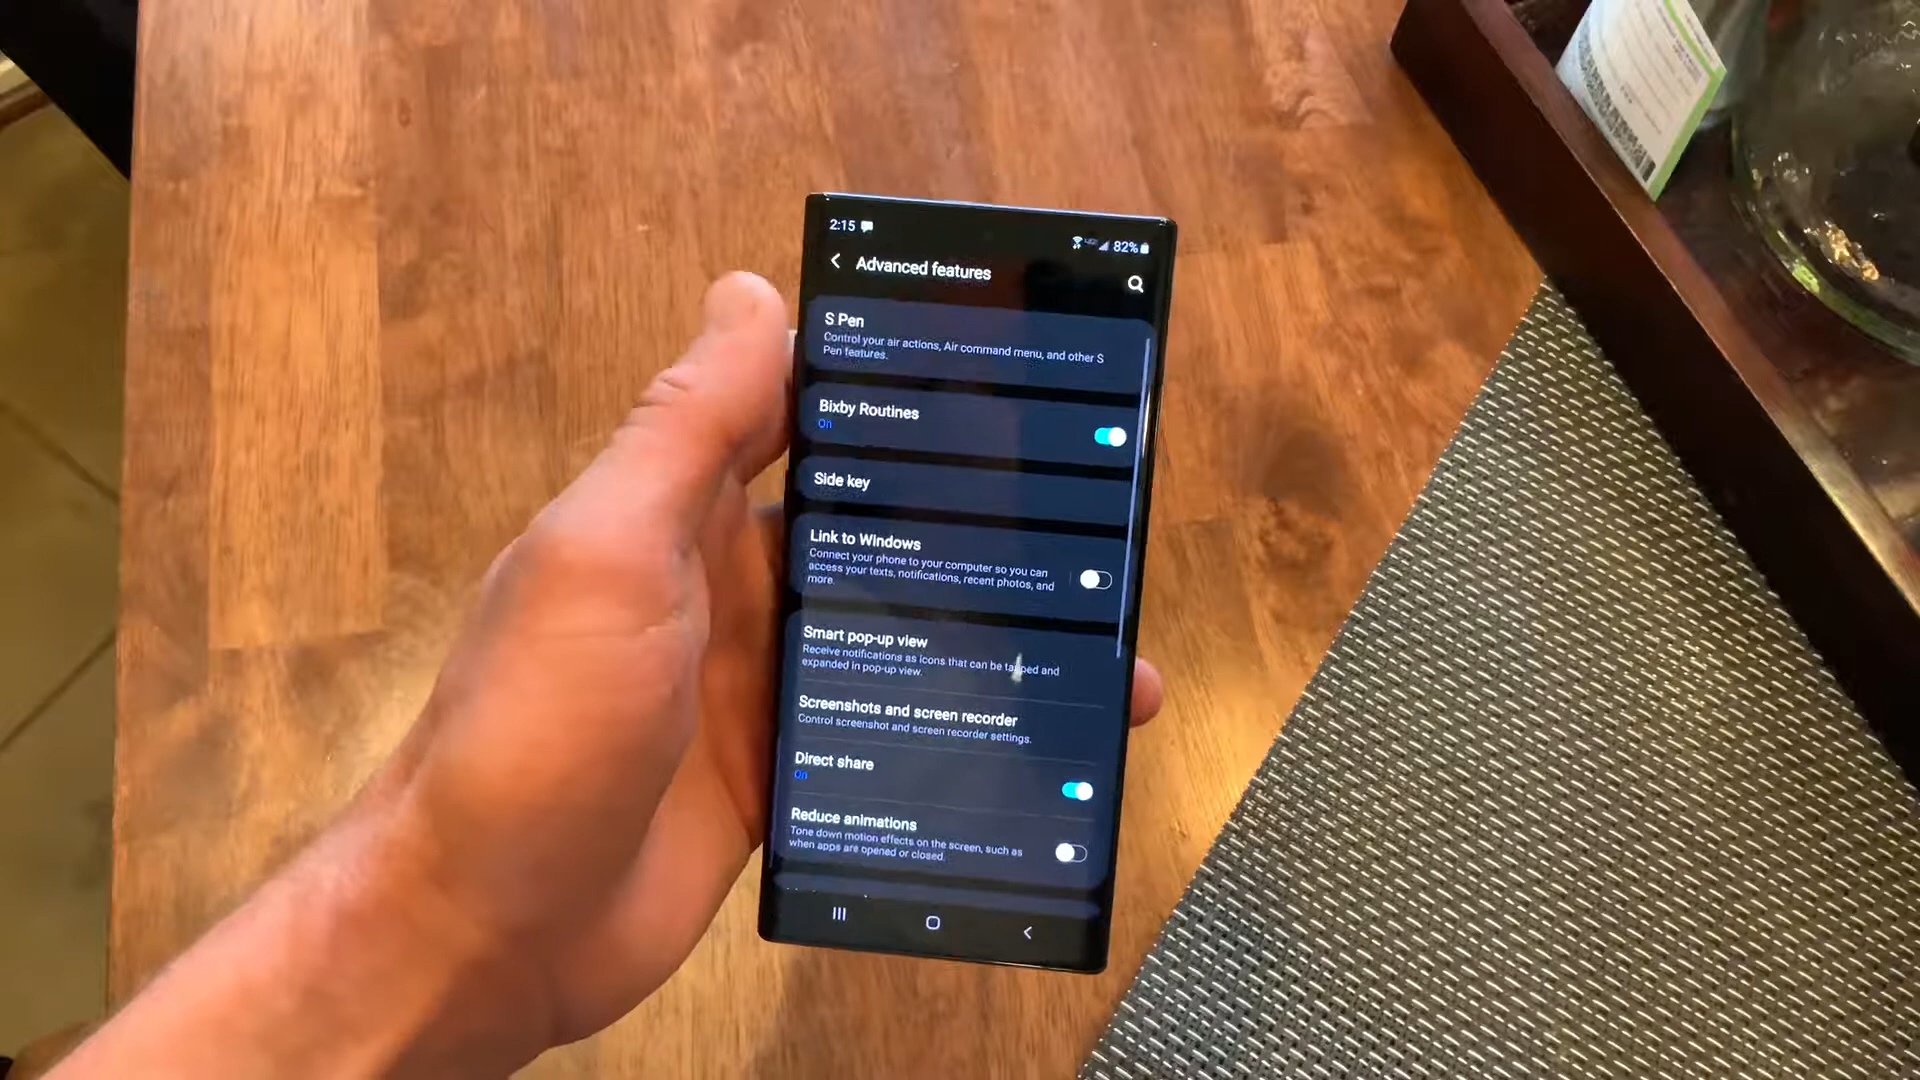 2:15
82%
Advanced features
S Pen
Control your air actions, Air command menu, and other S
Pen features.
Bixby Routines
On
Side key
Link to Windows
Connect your phone to your computer so you can
access your texts, notifications, recent photos, and
more.
Smart pop-up view
Receive notifications as icons that can be tapped and
expanded in pop-up view.
Screenshots and screen recorder
Control screenshot and screen recorder settings.
Direct share
On
Reduce animations
Tone down motion effects on the screen, such as
when apps are opened or closed.